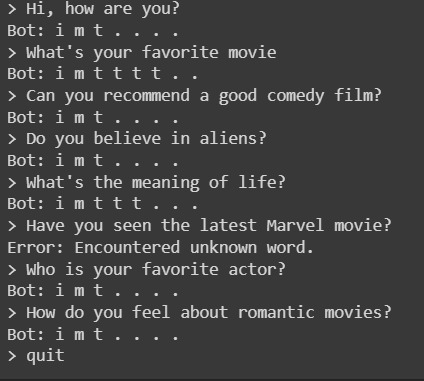 > Hi, how are you?
Bot: i m t . . . .
> What's your favorite movie
Bot: i m t t t t . .
> Can you recommend a good comedy film?
Bot: i m t . . . .
> Do you believe in aliens?
Bot: i m t . . . .
> What's the meaning of life?
Bot: i m t t t . . .
> Have you seen the latest Marvel movie?
Error: Encountered unknown word.
> Who is your favorite actor?
Bot: i m t . . . .
> How do you feel about romantic movies?
Bot: i m t . . . .
> quit